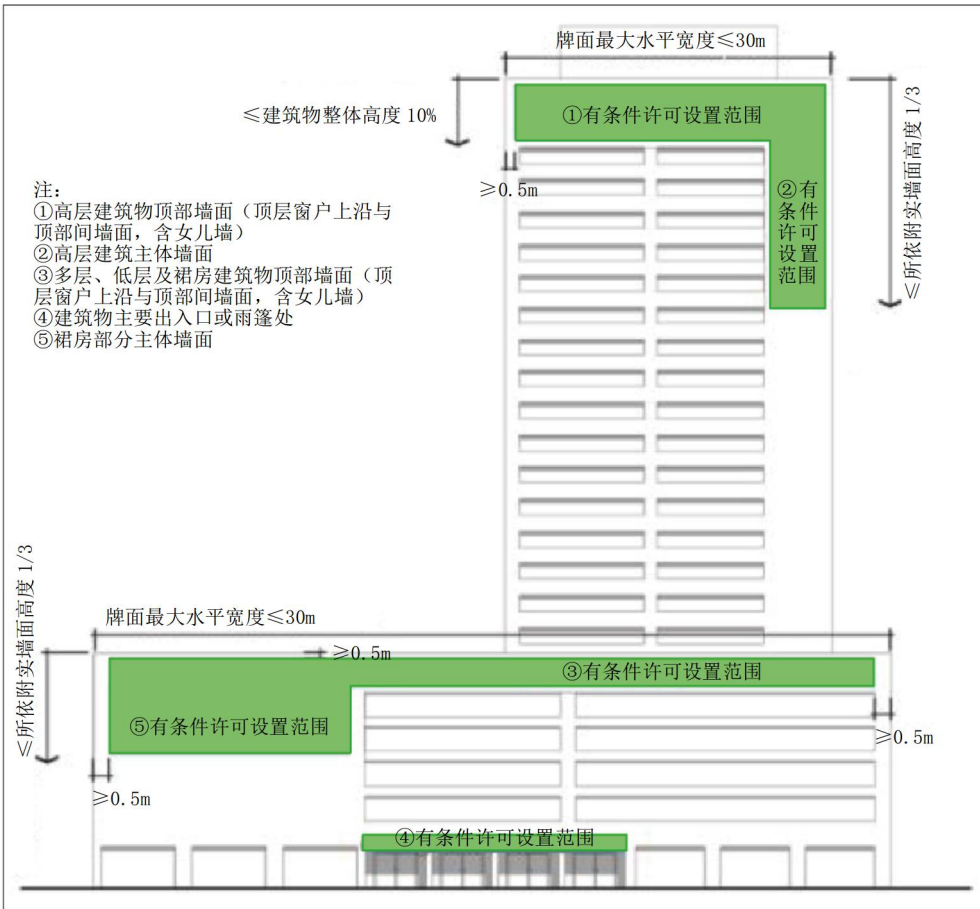 牌面最大水平宽度≤30m
≤建筑物整体高度 10%
①有条件许可设置范围
≤所依附实墙面高度 1/3
≥0.5m
②有
条件
许可
设置
范围
注：
①高层建筑物顶部墙面（顶层窗户上沿与
顶部间墙面，含女儿墙）
②高层建筑主体墙面
③多层、低层及裙房建筑物顶部墙面（顶
层窗户上沿与顶部间墙面，含女儿墙）
④建筑物主要出入口或雨篷处
⑤裙房部分主体墙面
≤所依附实墙面高度 1/3
牌面最大水平宽度≤30m
≥0.5m
③有条件许可设置范围
⑤有条件许可设置范围
≥0.5m
≥0.5m
④有条件许可设置范围